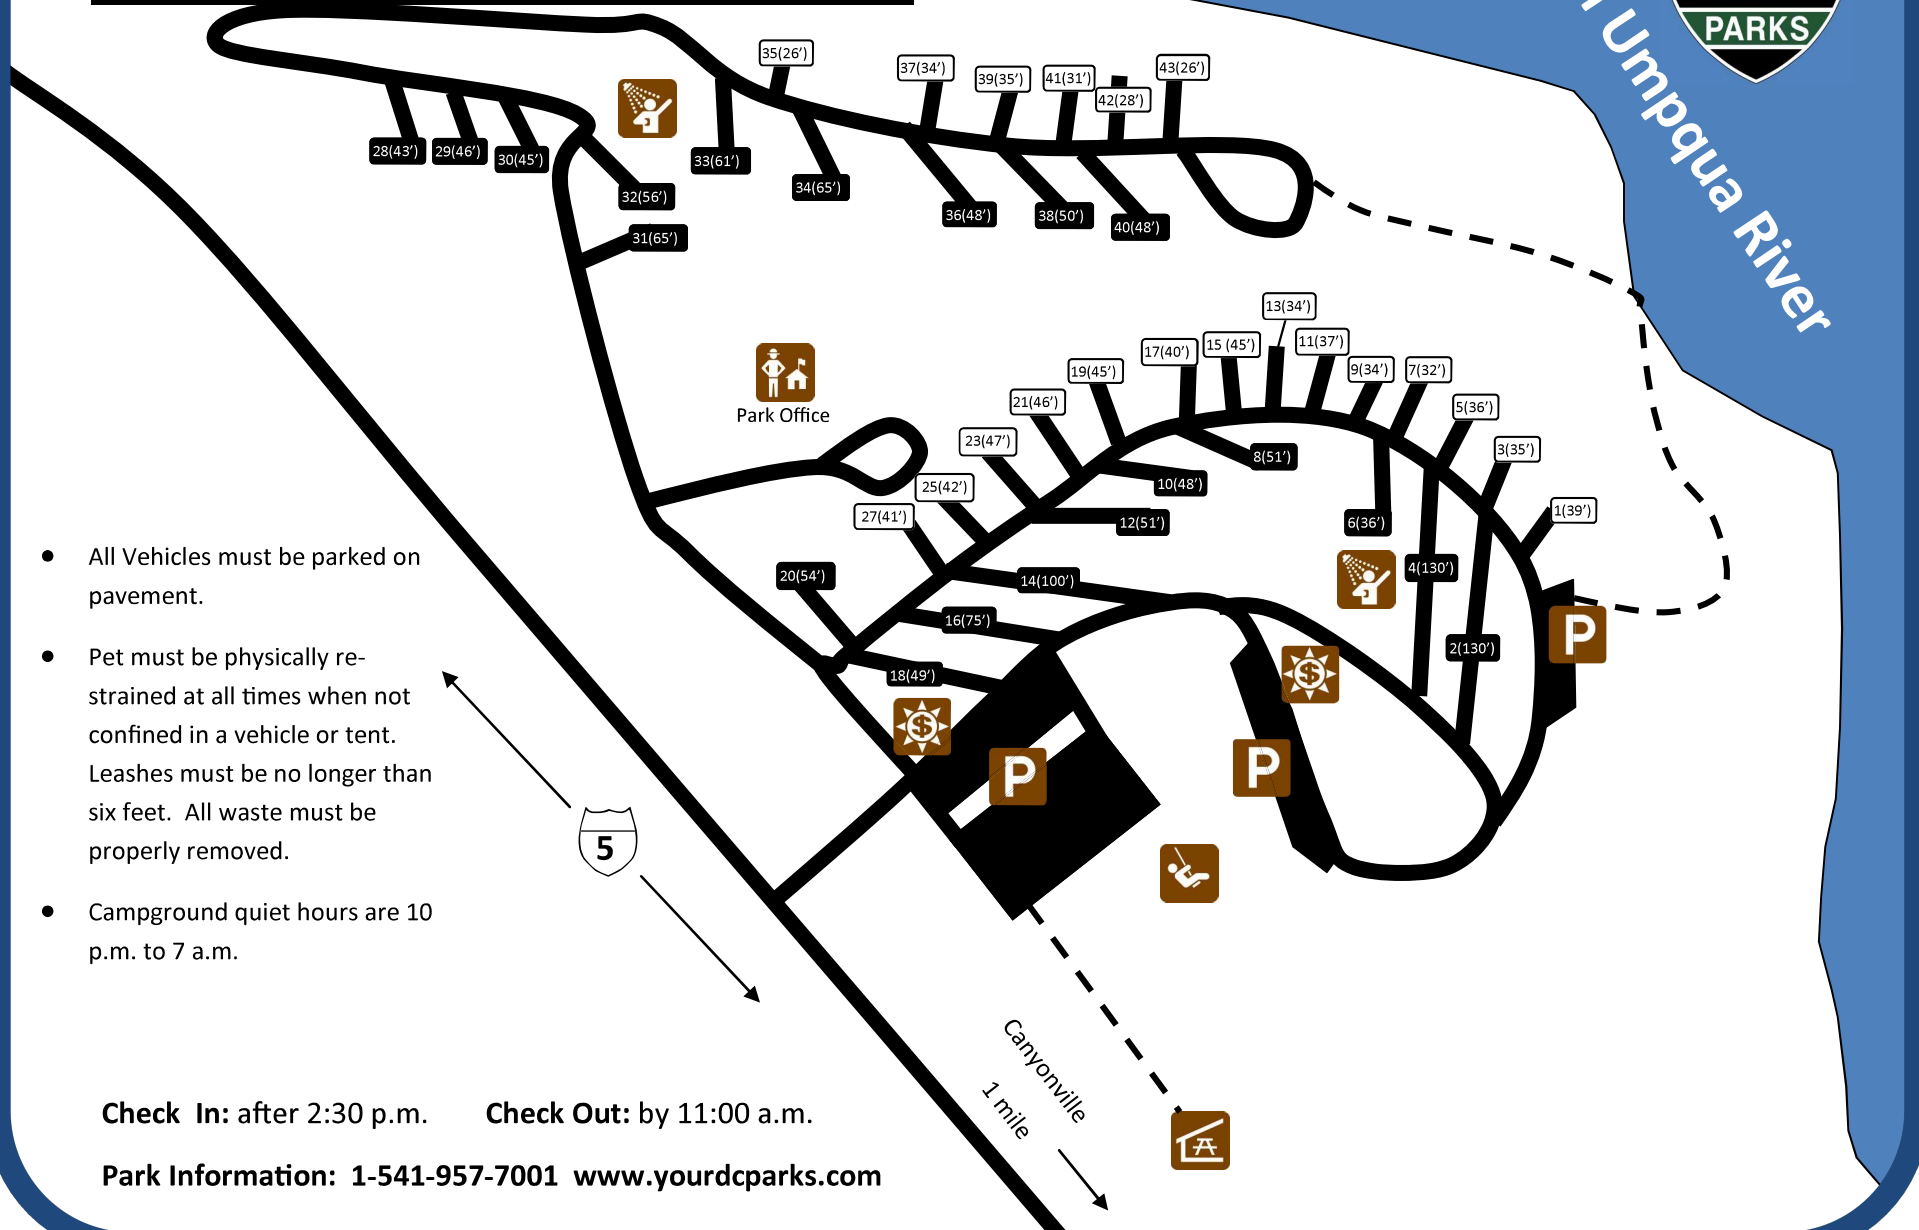 PARKS
Umpqua River
35(26’)
37(34’)
39(35’)
41(31’)
42(28’)
43(26’)
28(43’)
29(46’)
30(45’)
32(56’)
33(61’)
34(65’)
36(48’)
38(50’)
40(48’)
31(65’)
Park Office
13(34’)
17(40’)
15 (45’)
11(37’)
9(34’)
7(32’)
19(45’)
21(46’)
5(36’)
23(47’)
3(35’)
25(42’)
27(41’)
1(39’)
8(51’)
10(48’)
12(51’)
6(36’)
20(54’)
14(100’)
4(130’)
16(75’)
2(130’)
18(49’)
$
$
P
P
P
• All Vehicles must be parked on
pavement.
• Pet must be physically re-
strained at all times when not
confined in a vehicle or tent.
Leashes must be no longer than
six feet.  All waste must be
properly removed.
• Campground quiet hours are 10
p.m. to 7 a.m.
5
Canyonville
1 mile
Check  In: after 2:30 p.m. Check Out: by 11:00 a.m.
Park Information:  1-541-957-7001  www.yourdcparks.com